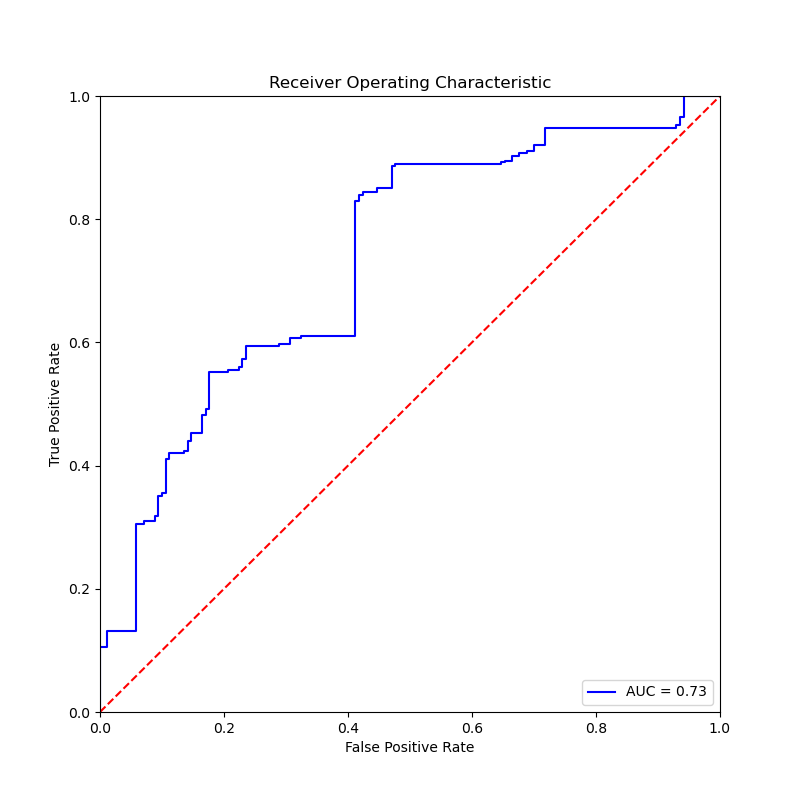 Receiver Operating Characteristic
1.0
0.8
0.6
0.4
0.2
0.0
True Positive Rate
AUC = 0.73
0.0 0.2 0.4 0.6 0.8 1.0
False Positive Rate